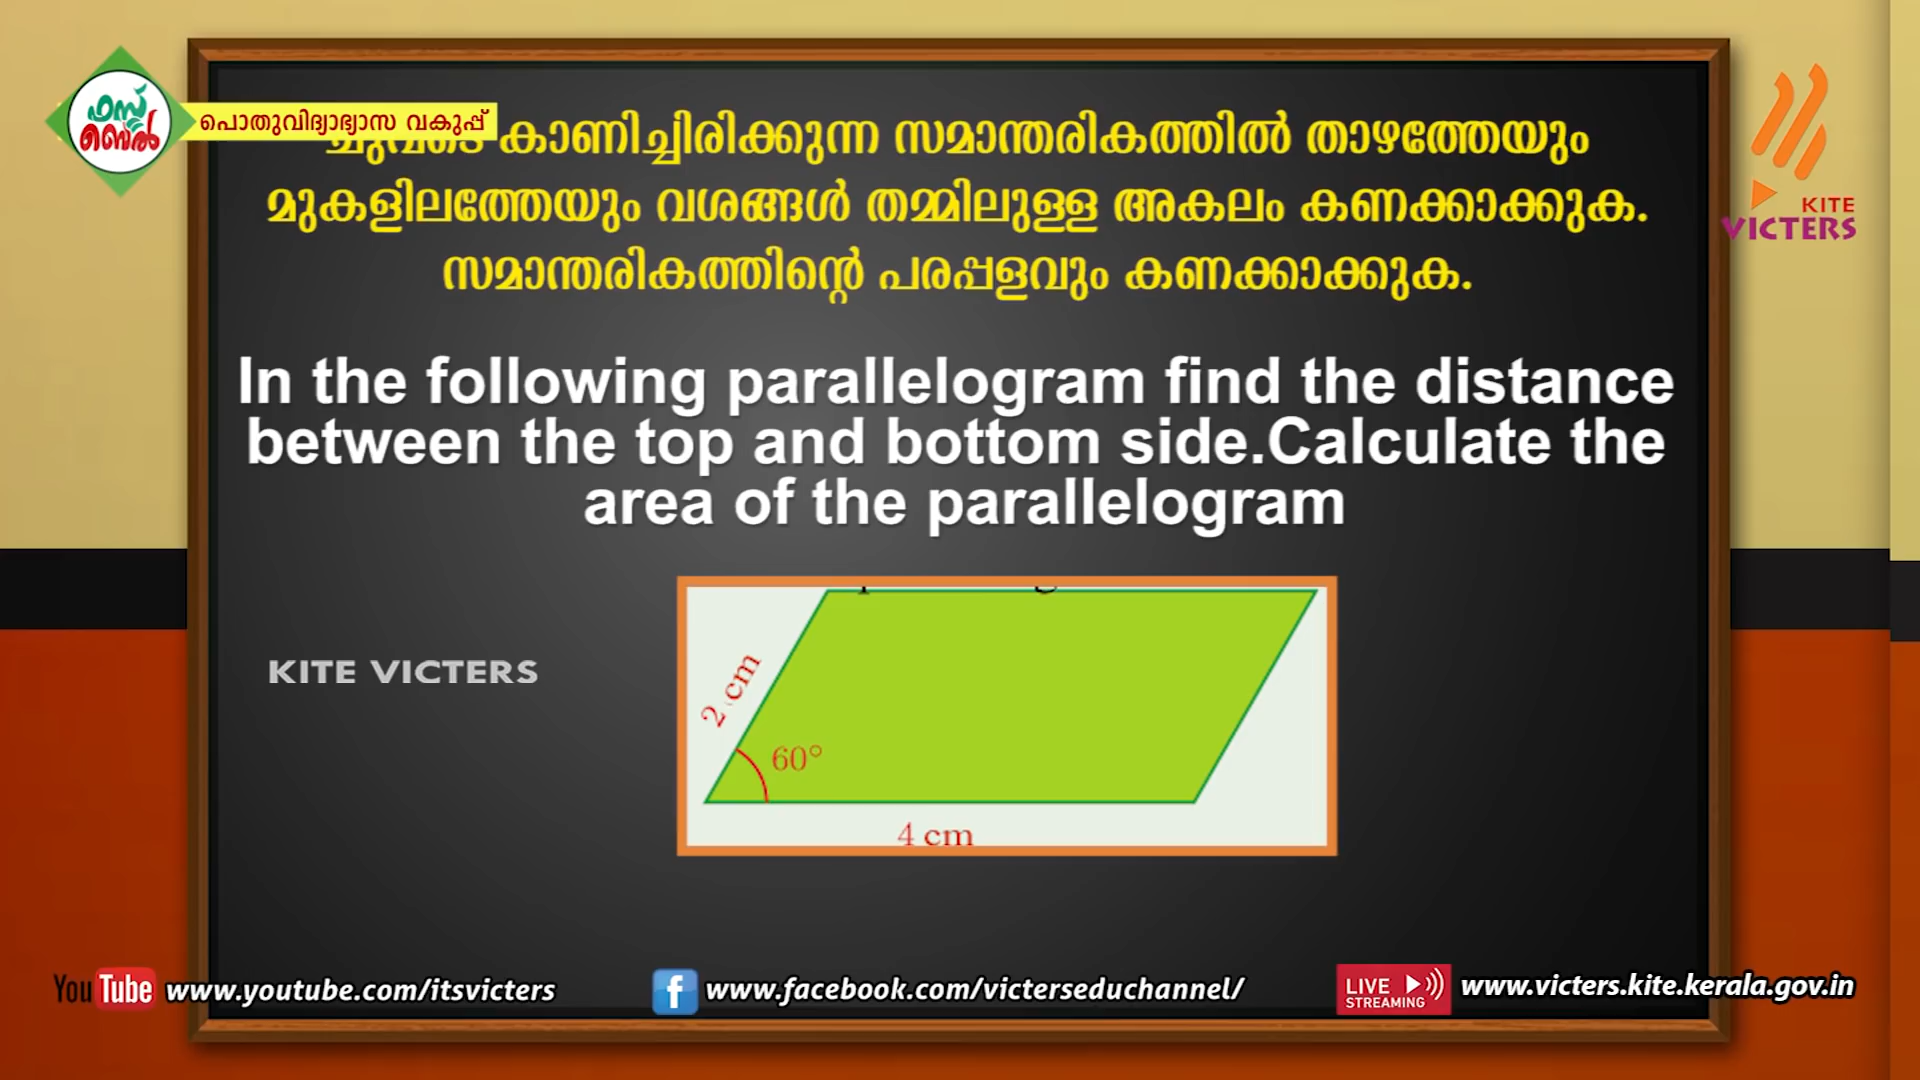 ഫസ്റ്റ്
ബെൽ
പൊതുവിദ്യാഭ്യാസ വകുപ്പ്
ചുവടെ കാണിച്ചിരിക്കുന്ന സമാന്തരികത്തിൽ താഴത്തേയും
മുകളിലത്തേയും വശങ്ങൾ തമ്മിലുള്ള അകലം കണക്കാക്കുക.
സമാന്തരികത്തിന്റെ പരപ്പളവും കണക്കാക്കുക.
KITE
VICTERS
In the following parallelogram find the distance
between the top and bottom side.Calculate the
area of the parallelogram
KITE VICTERS
2 cm
60°
4 cm
YouTube www.youtube.com/itsvicters
f www.facebook.com/victerseduchannel/
LIVE
STREAMING
www.victers.kite.kerala.gov.in